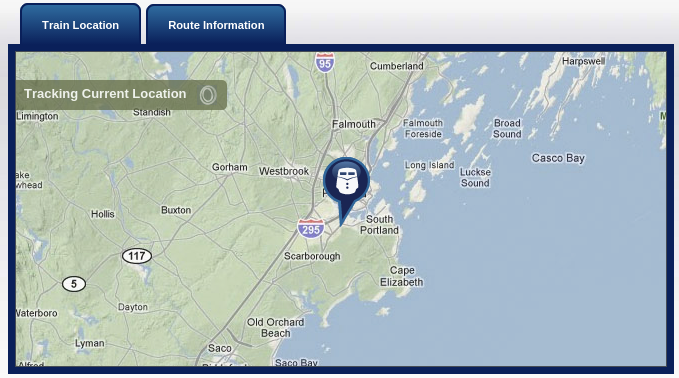 Train Location
Route Information
95
Cumberland
Harpswell
Tracking Current Location
Limington
Standish
Falmouth
Falmouth
Foreside
Broad
Sound
Casco Bay
Gorham
Westbrook
Long Island
Luckse
Sound
Hollis
Buxton
South
Portland
295
117
Scarborough
Cape
Elizabeth
5
Dayton
Waterboro
Old Orchard
Beach
Lyman
Saco
Saco Bay
Alfred